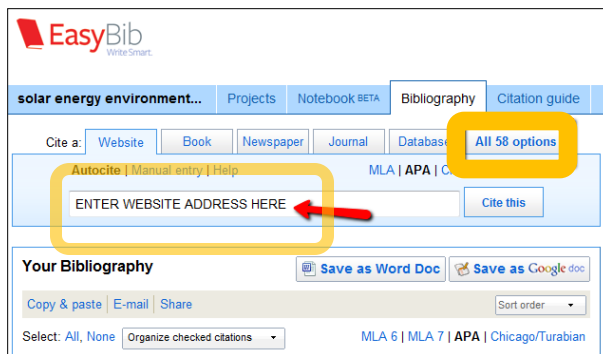 EasyBib
Write Smart.
solar energy environment... Projects Notebook BETA Bibliography Citation guide
Cite a: Website Book Newspaper Journal Database All 58 options
Autocite | Manual entry | Help MLA | APA |
ENTER WEBSITE ADDRESS HERE Cite this
Your Bibliography Save as Word Doc Save as Google doc
Copy & paste E-mail Share Sort order
Select: All, None Organize checked citations MLA 6 | MLA 7 | APA | Chicago/Turabian